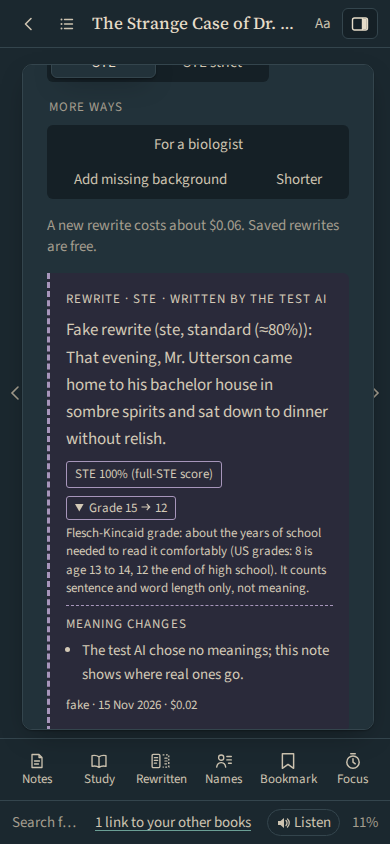 The Strange Case of Dr. ...
Aa
STE
STE strict
MORE WAYS
For a biologist
Add missing background
Shorter
A new rewrite costs about $0.06. Saved rewrites
are free.
REWRITE · STE · WRITTEN BY THE TEST AI
Fake rewrite (ste, standard (≈80%)):
That evening, Mr. Utterson came
home to his bachelor house in
sombre spirits and sat down to dinner
without relish.
STE 100% (full-STE score)
▼ Grade 15 → 12
Flesch-Kincaid grade: about the years of school
needed to read it comfortably (US grades: 8 is
age 13 to 14, 12 the end of high school). It counts
sentence and word length only, not meaning.
MEANING CHANGES
• The test AI chose no meanings; this note
shows where real ones go.
fake · 15 Nov 2026 · $0.02
Notes
Study
Rewritten
Names
Bookmark
Focus
Search f...
1 link to your other books
Listen
11%